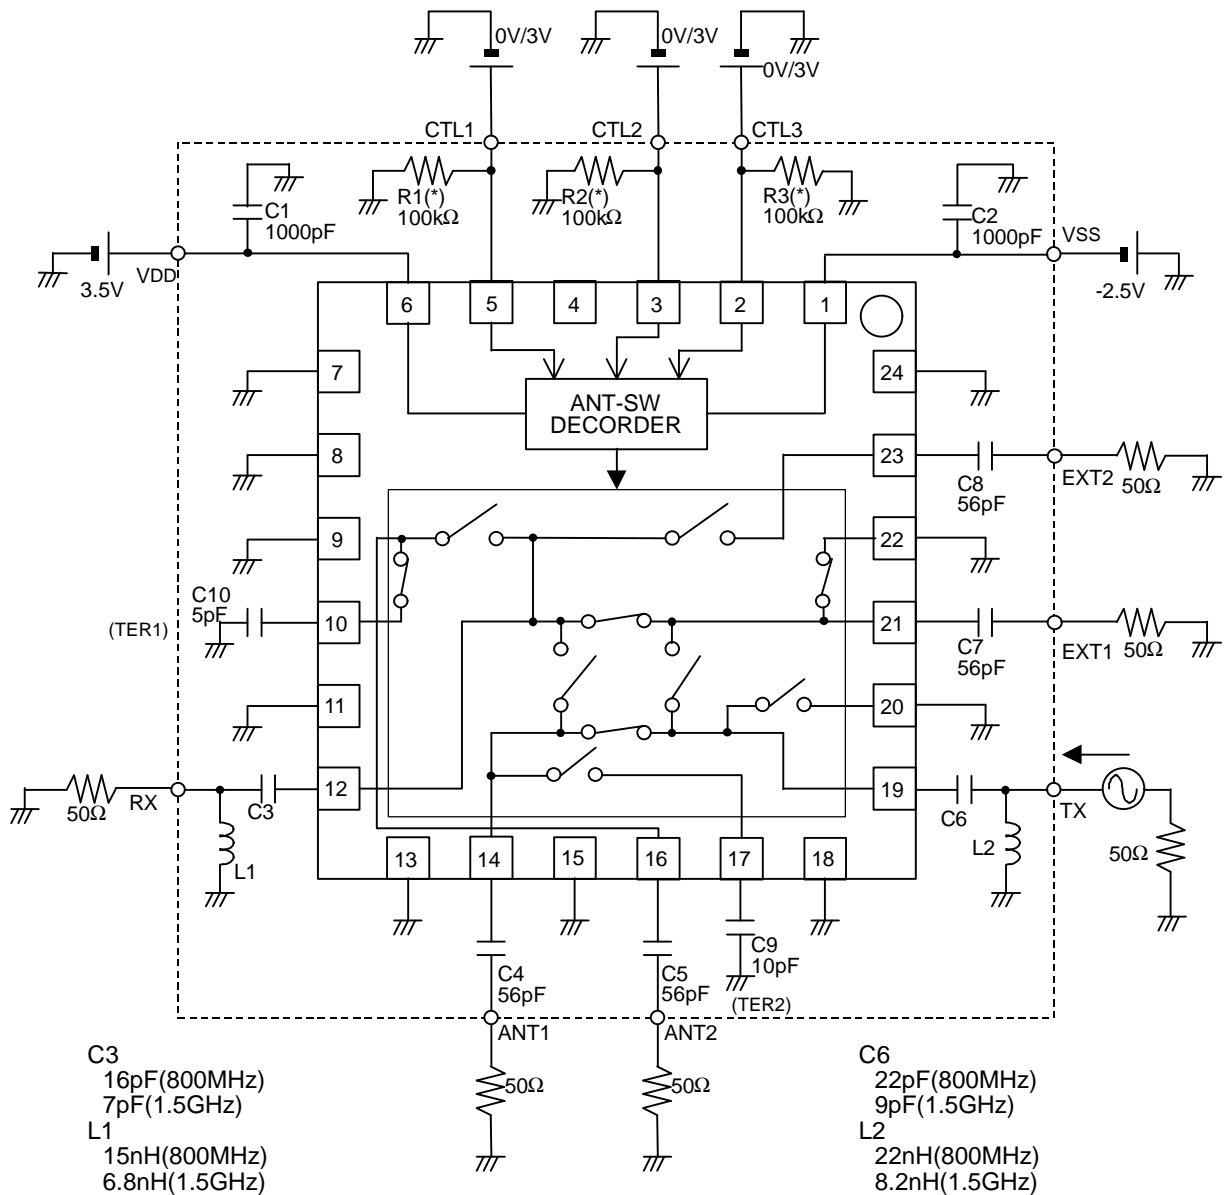 0V/3V
0V/3V
0V/3V
CTL1
CTL2
CTL3
R1(*)
100kΩ
R2(*)
100kΩ
R3(*)
100kΩ
C1
1000pF
C2
1000pF
VDD
3.5V
VSS
-2.5V
6
5
4
3
2
1
7
24
ANT-SW
DECORDER
8
23
C8
56pF
EXT2
50Ω
9
22
C10
5pF
(TER1)
10
21
C7
56pF
EXT1
50Ω
11
20
50Ω
RX
C3
L1
12
19
C6
L2
TX
50Ω
13
14
15
16
17
18
C4
56pF
C5
56pF
C9
10pF
(TER2)
ANT1
ANT2
50Ω
50Ω
C3
16pF(800MHz)
7pF(1.5GHz)
L1
15nH(800MHz)
6.8nH(1.5GHz)
C6
22pF(800MHz)
9pF(1.5GHz)
L2
22nH(800MHz)
8.2nH(1.5GHz)